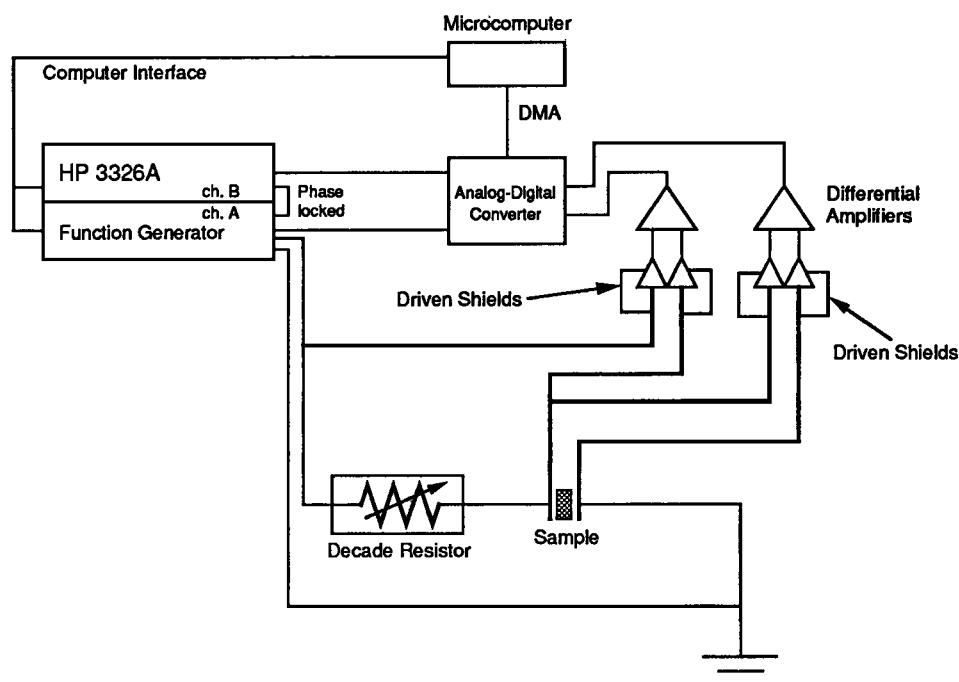 Microcomputer
Computer Interface
DMA
HP 3326A
ch. B
ch. A
Function Generator
Phase
locked
Analog-Digital
Converter
Differential
Amplifiers
Driven Shields
Driven Shields
Decade Resistor
Sample